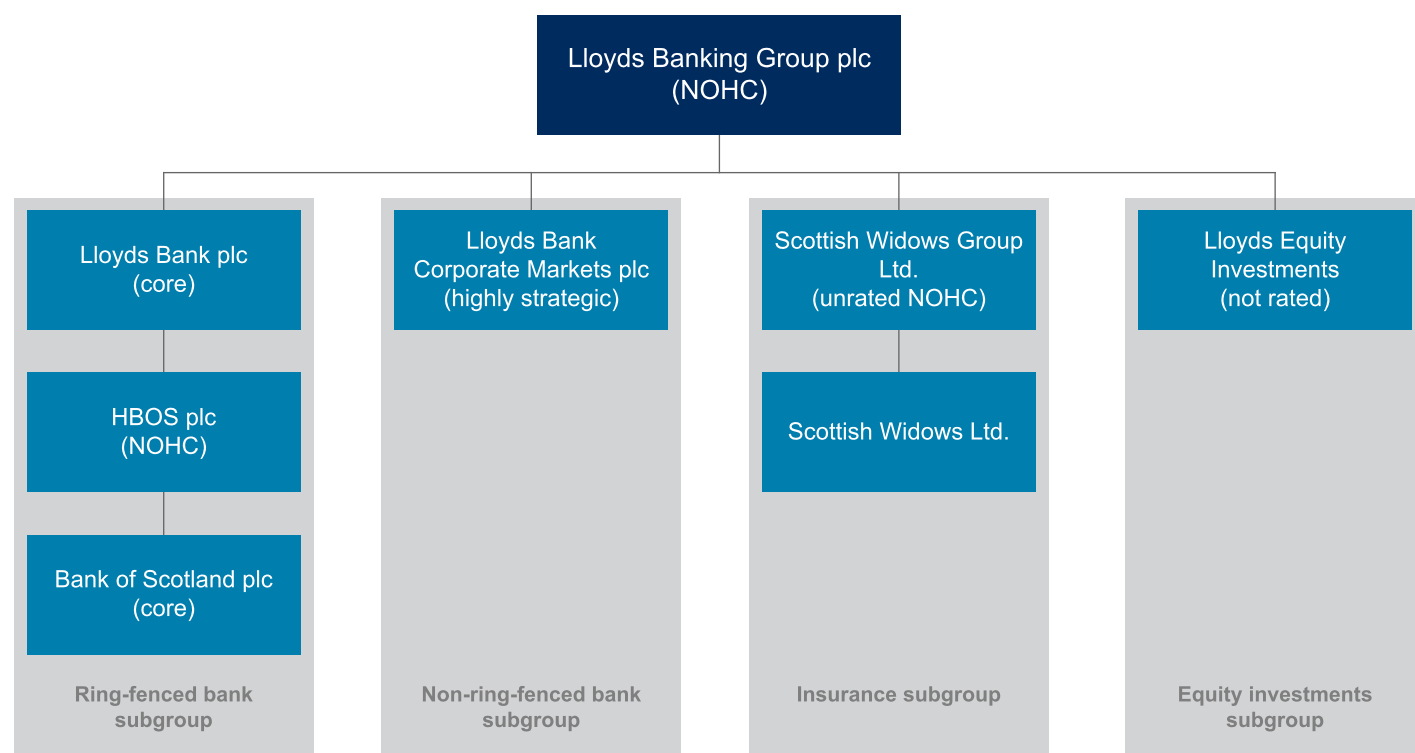 Lloyds Banking Group plc
(NOHC)
Lloyds Bank plc
(core)
HBOS plc
(NOHC)
Bank of Scotland plc
(core)
Ring-fenced bank
subgroup
Lloyds Bank
Corporate Markets plc
(highly strategic)
Non-ring-fenced bank
subgroup
Scottish Widows Group
Ltd.
(unrated NOHC)
Scottish Widows Ltd.
Insurance subgroup
Lloyds Equity
Investments
(not rated)
Equity investments
subgroup